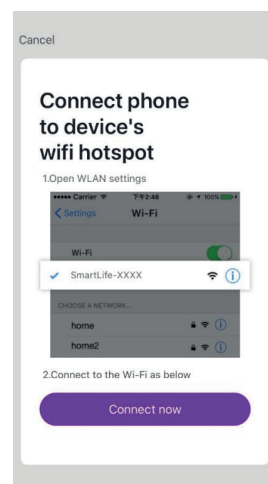 Cancel
Connect phone
to device's
wifi hotspot
1.Open WLAN settings
Carrier 下午2:48 100%
Settings Wi-Fi
Wi-Fi
SmartLife-XXXX
CHOOSE A NETWORK...
home
home2
2.Connect to the Wi-Fi as below
Connect now